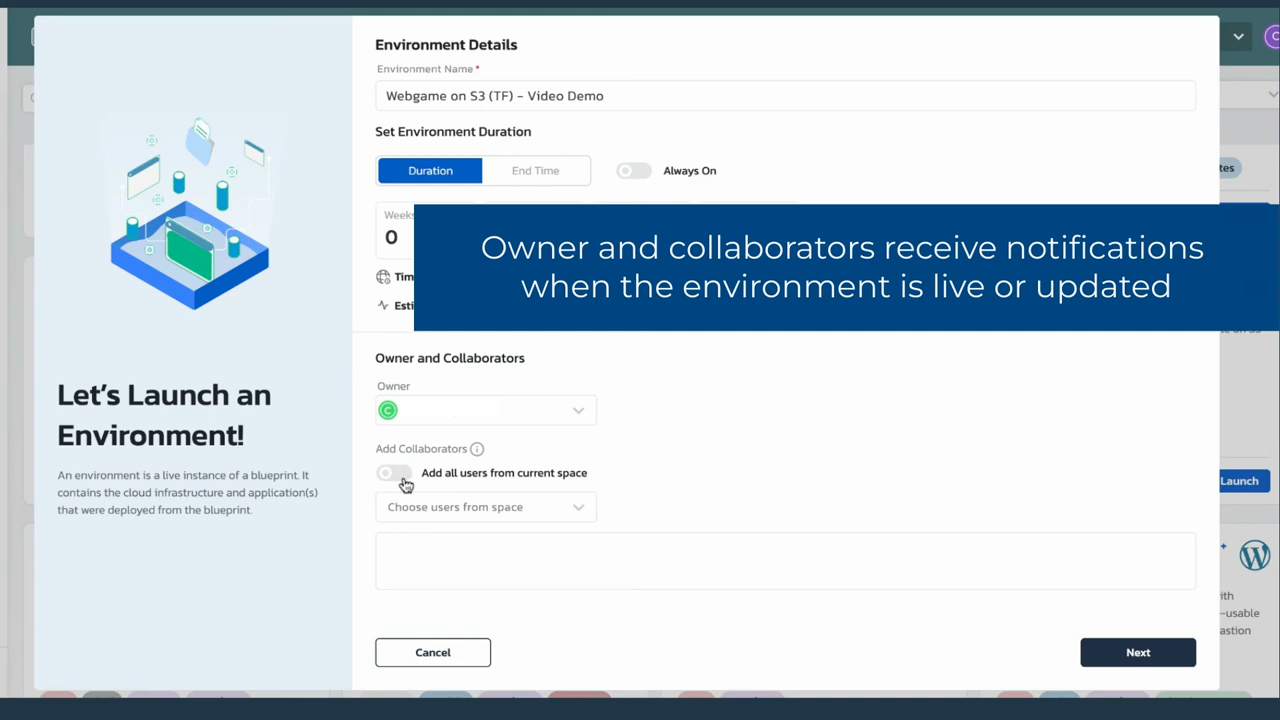 Environment Details
Environment Name *
Webgame on S3 (TF) - Video Demo
Set Environment Duration
Duration
End Time
Always On
Weeks
0
Owner and collaborators receive notifications
when the environment is live or updated
Owner and Collaborators
Owner
C
Add Collaborators
Add all users from current space
Choose users from space
Let's Launch an
Environment!
An environment is a live instance of a blueprint. It
contains the cloud infrastructure and application(s)
that were deployed from the blueprint.
Cancel
Next
Launch
-usable